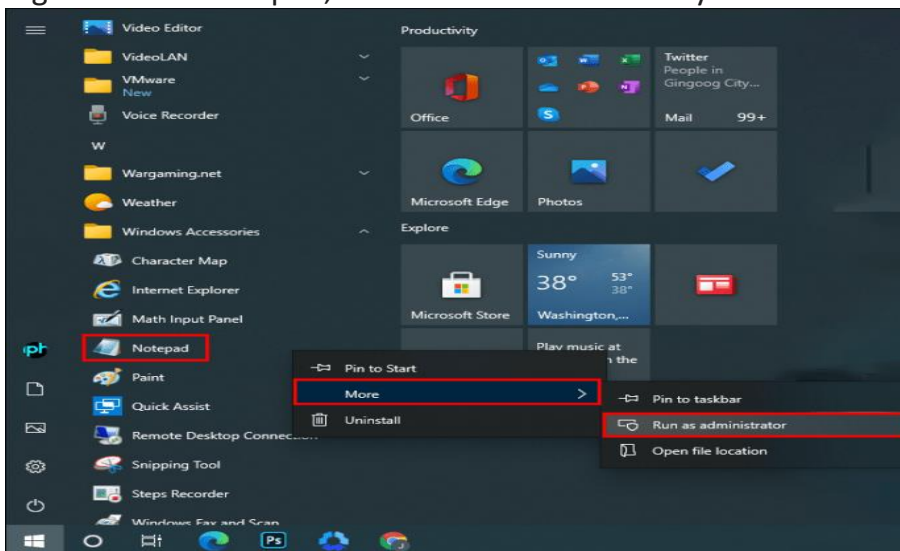 Video Editor
VideoLAN
VMware
New
Voice Recorder
W
Wargaming.net
Weather
Windows Accessories
Character Map
Internet Explorer
Math Input Panel
Notepad
Paint
Quick Assist
Remote Desktop
Snipping Tool
Steps Recorder
Windows Fax and Scan
Productivity
Office
Twitter
People in
Gingoog City...
Mail 99+
Microsoft Edge
Photos
Explore
Microsoft Store
Sunny
38° 53°
38°
Washington,...
Play music at
the
Pin to Start
More
Uninstall
Pin to taskbar
Run as administrator
Open file location
Ps